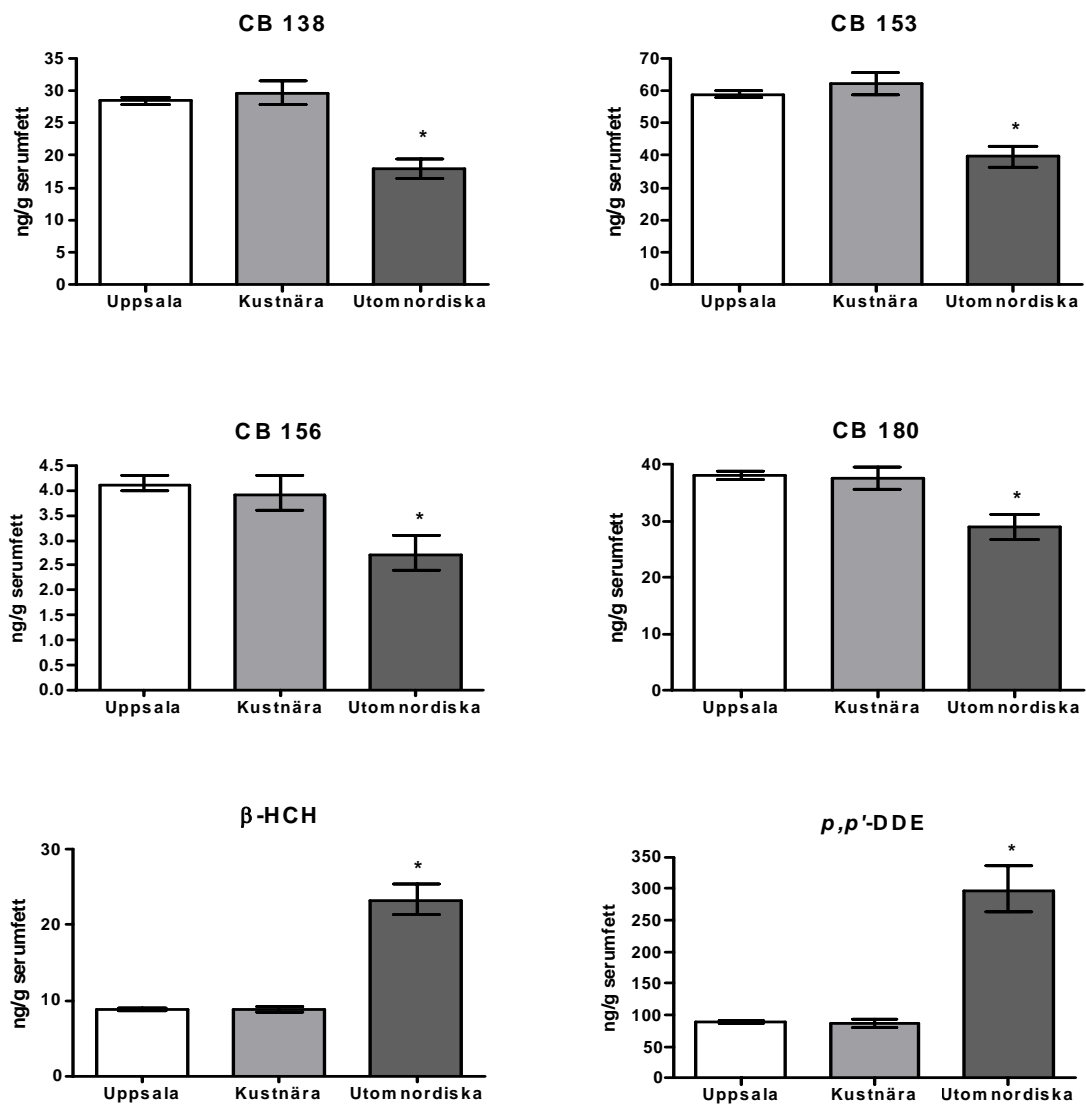 CB 138
ng/g serumfett
35
30
25
20
15
10
5
0
*
Uppsala Kustnära Utomnordiska
CB 153
ng/g serumfett
70
60
50
40
30
20
10
0
*
Uppsala Kustnära Utomnordiska
CB 156
ng/g serumfett
4.5
4.0
3.5
3.0
2.5
2.0
1.5
1.0
0.5
0.0
*
Uppsala Kustnära Utomnordiska
CB 180
ng/g serumfett
40
30
20
10
0
*
Uppsala Kustnära Utomnordiska
β-HCH
ng/g serumfett
30
20
10
0
*
Uppsala Kustnära Utomnordiska
p,p'-DDE
ng/g serumfett
350
300
250
200
150
100
50
0
*
Uppsala Kustnära Utomnordiska